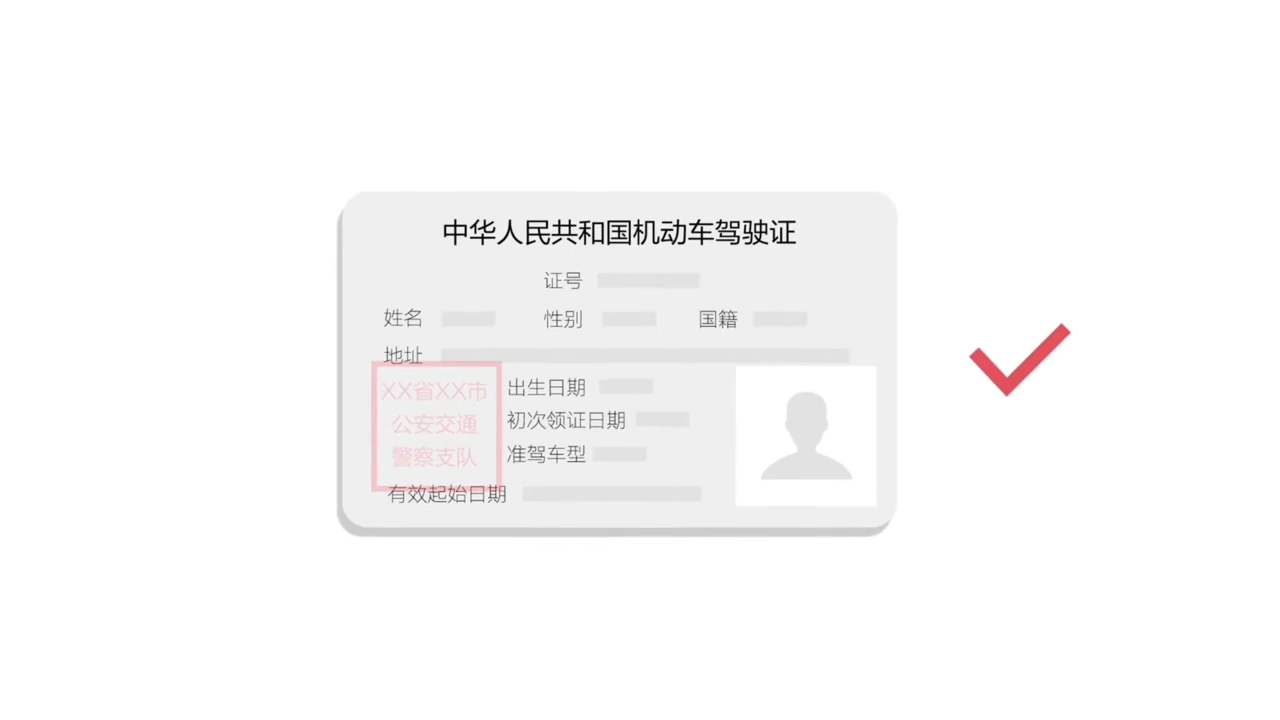 中华人民共和国机动车驾驶证
证号
姓名 性别 国籍
地址
XX省XX市
公安交通
警察支队
出生日期
初次领证日期
准驾车型
有效起始日期